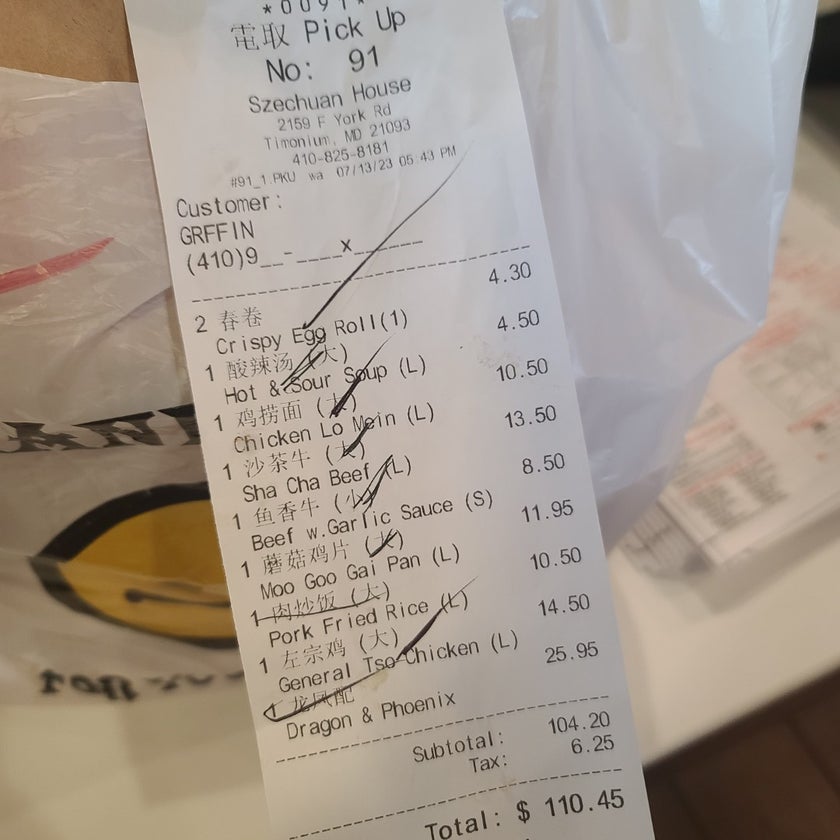 *0091*
電取 Pick Up
No: 91
Szechuan House
2159 F York Rd
Timonium, MD 21093
410-825-8181
#91_1.PKU wa 07/13/23 05:43 PM
Customer:
GRFFIN
(410)9__-____x______
2 春卷 4.30
Crispy Egg Roll(1)
1 酸辣汤 (大) 4.50
Hot & Sour Soup (L)
1 鸡捞面 (大) 10.50
Chicken Lo Mein (L)
1 沙茶牛 (大) 13.50
Sha Cha Beef (L)
1 鱼香牛 (小) 8.50
Beef w.Garlic Sauce (S)
1 蘑菇鸡片 (大) 11.95
Moo Goo Gai Pan (L)
1 肉炒饭 (大) 10.50
Pork Fried Rice (L)
1 左宗鸡 (大) 14.50
General Tso Chicken (L)
1 龙凤配 25.95
Dragon & Phoenix
Subtotal: 104.20
Tax: 6.25
Total: $ 110.45